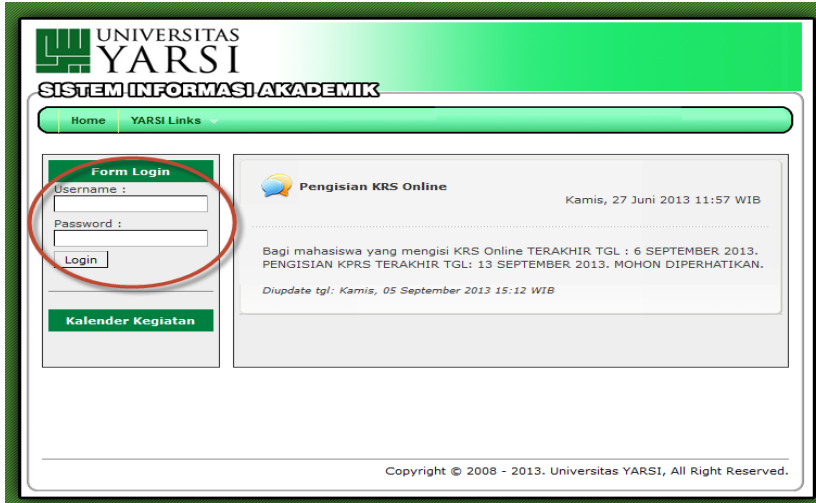 UNIVERSITAS
YARSI
SISTEM INFORMASI AKADEMIK
Home YARSI Links
Form Login
Username :
Password :
Login
Kalender Kegiatan
Pengisian KRS Online
Kamis, 27 Juni 2013 11:57 WIB
Bagi mahasiswa yang mengisi KRS Online TERAKHIR TGL : 6 SEPTEMBER 2013.
PENGISIAN KPRS TERAKHIR TGL: 13 SEPTEMBER 2013. MOHON DIPERHATIKAN.
Diupdate tgl: Kamis, 05 September 2013 15:12 WIB
Copyright © 2008 - 2013. Universitas YARSI, All Right Reserved.